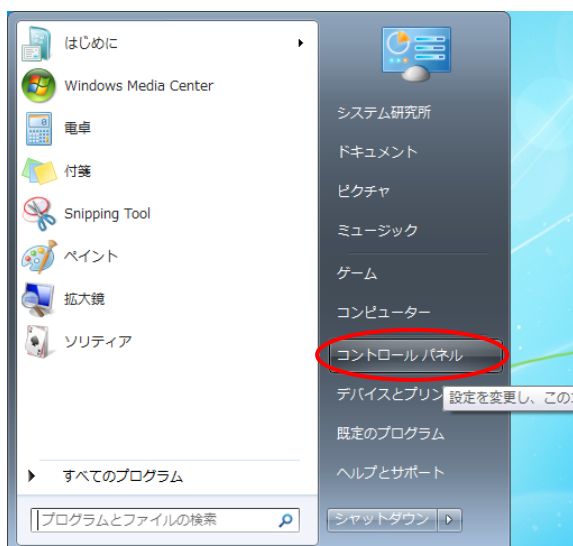 はじめに
Windows Media Center
電卓
付箋
Snipping Tool
ペイント
拡大鏡
ソリティア
すべてのプログラム
プログラムとファイルの検索
システム研究所
ドキュメント
ピクチャ
ミュージック
ゲーム
コンピューター
コントロール パネル
デバイスとプリン
設定を変更し、この
既定のプログラム
ヘルプとサポート
シャットダウン